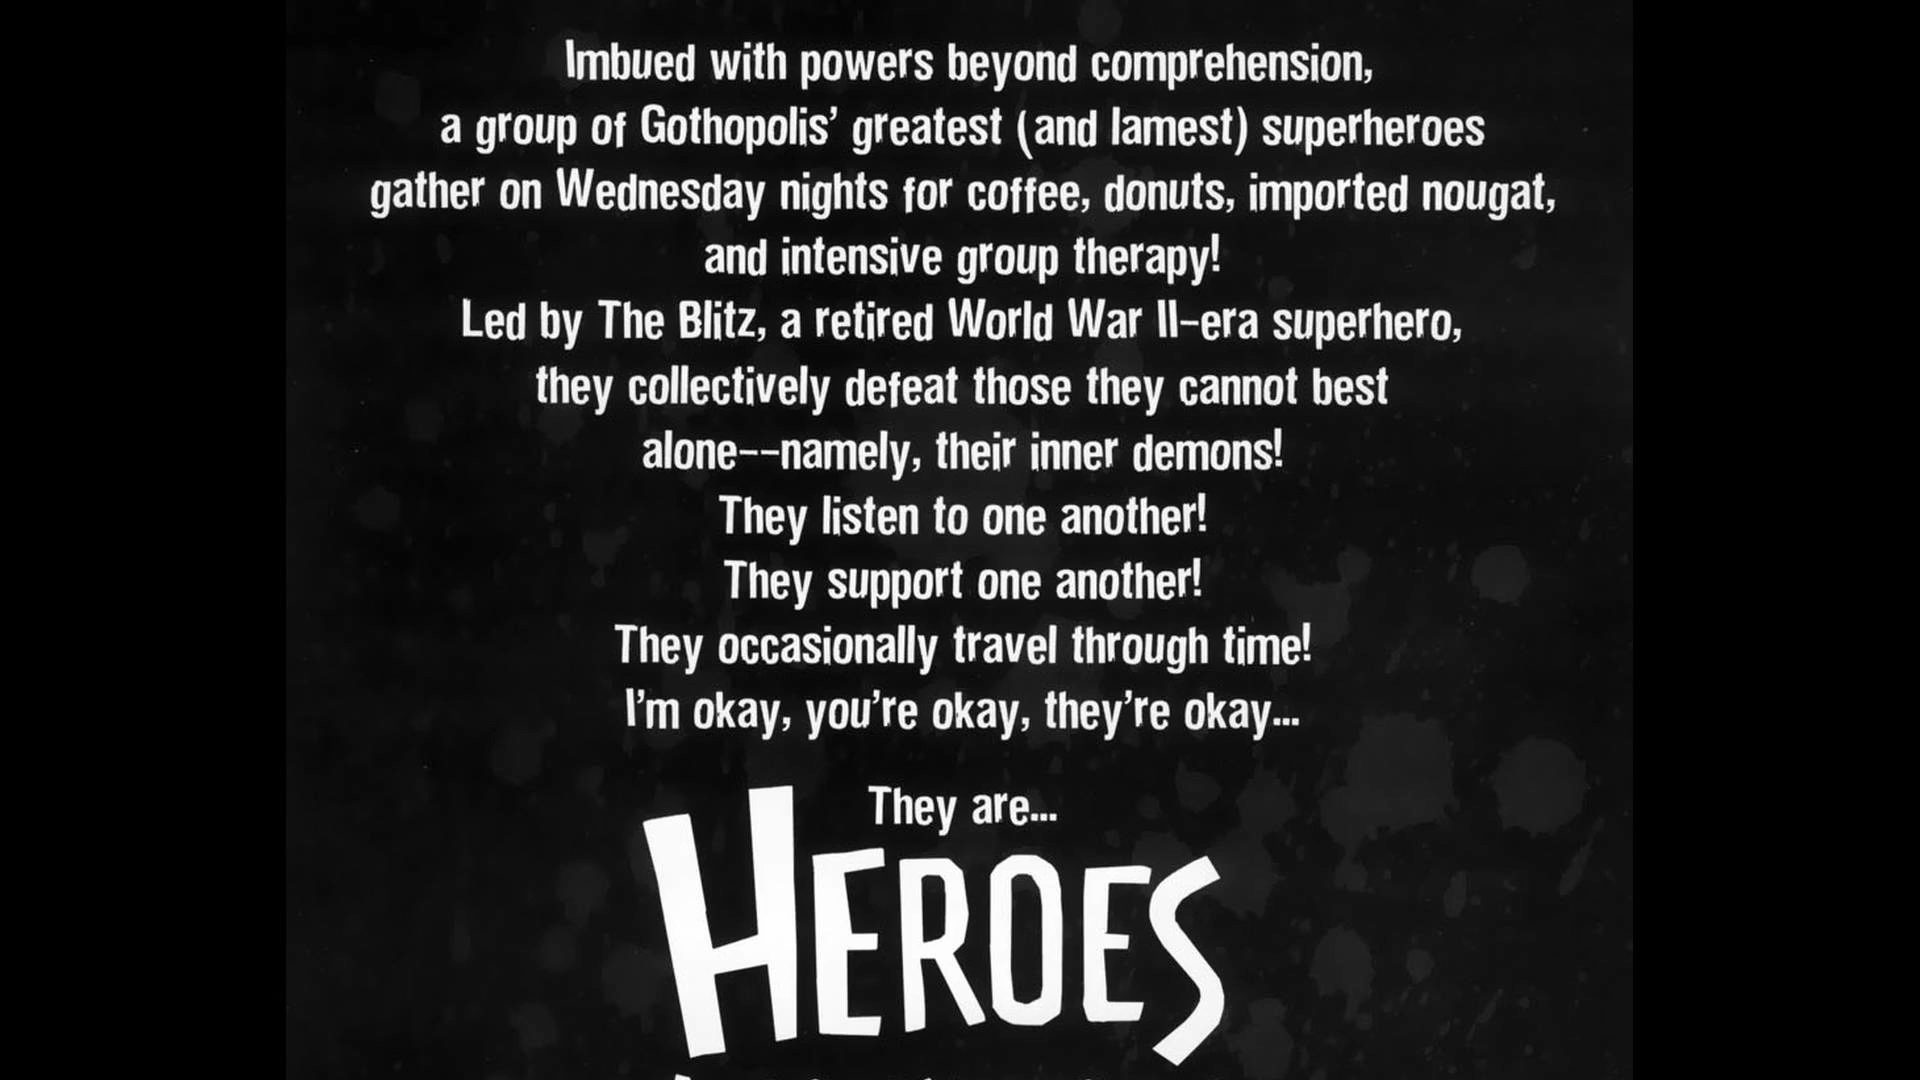 Imbued with powers beyond comprehension,
a group of Gothopolis' greatest (and lamest) superheroes
gather on Wednesday nights for coffee, donuts, imported nougat,
and intensive group therapy!
Led by The Blitz, a retired World War II-era superhero,
they collectively defeat those they cannot best
alone--namely, their inner demons!
They listen to one another!
They support one another!
They occasionally travel through time!
I'm okay, you're okay, they're okay...
They are...
HEROES